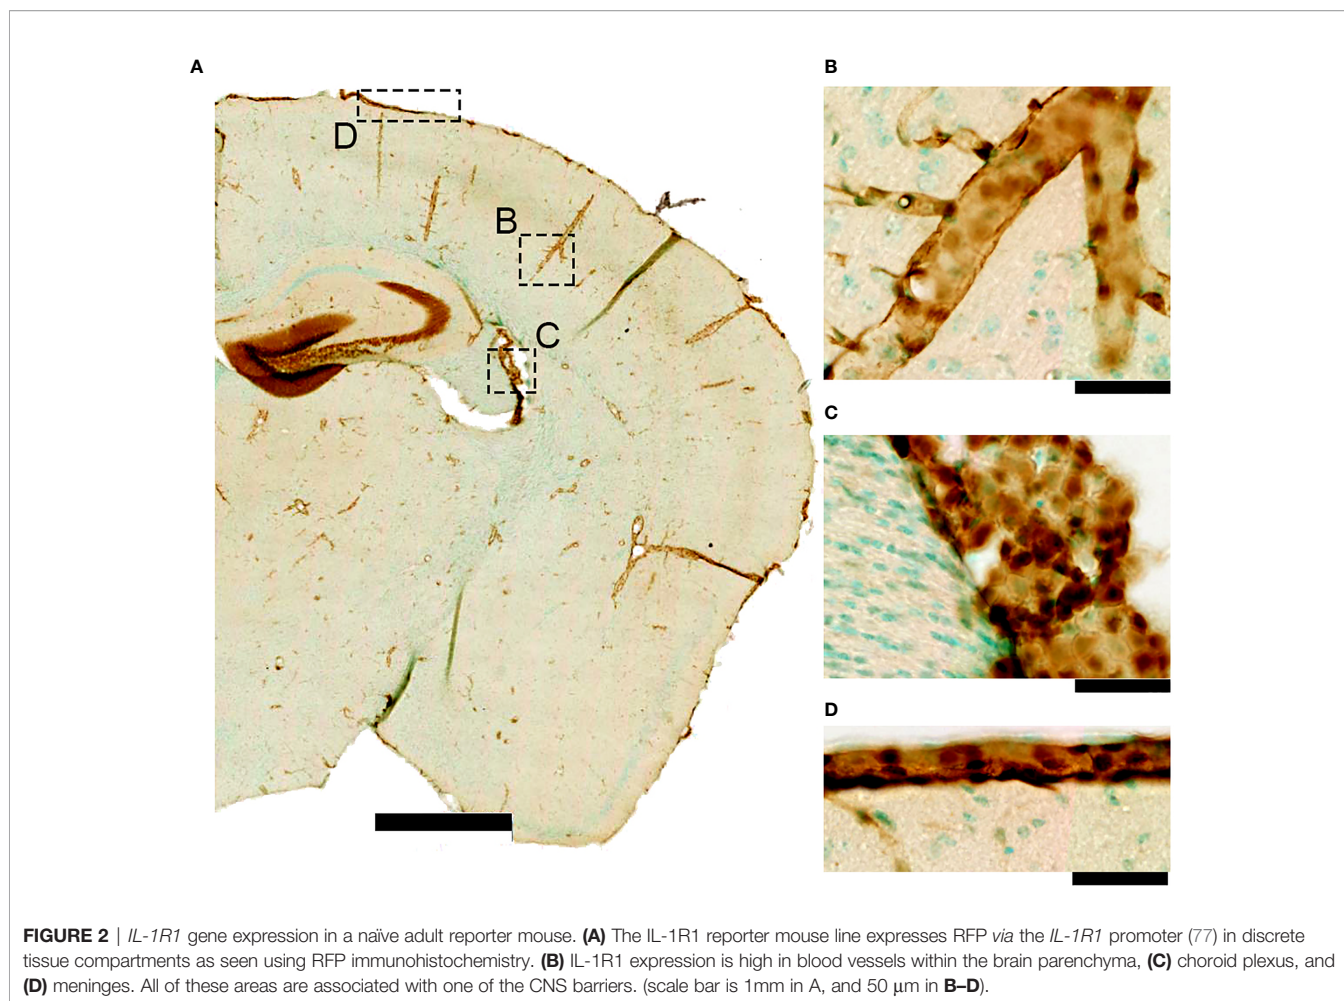 A
B
D
B
C
C
D
FIGURE 2 | IL-1R1 gene expression in a naïve adult reporter mouse. (A) The IL-1R1 reporter mouse line expresses RFP via the IL-1R1 promoter (77) in discrete
tissue compartments as seen using RFP immunohistochemistry. (B) IL-1R1 expression is high in blood vessels within the brain parenchyma, (C) choroid plexus, and
(D) meninges. All of these areas are associated with one of the CNS barriers. (scale bar is 1mm in A, and 50 μm in B–D).